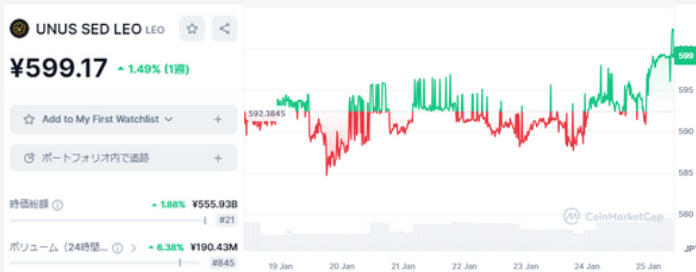 UNUS SED LEO LEO
¥599.17 1.49% (1週)
Add to My First Watchlist
ポートフォリオ内で追跡
時価総額 1.88% ¥555.93B
#21
ボリューム（24時間... 6.38% ¥190.43M
#845
592.3845
599
595
590
585
580
CoinMarketCap
JP
19 Jan 20 Jan 21 Jan 22 Jan 23 Jan 24 Jan 25 Jan